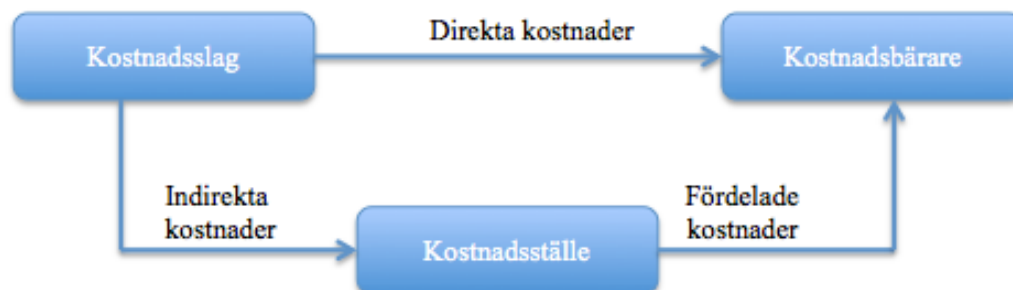 Direkta kostnader
Kostnadsslag
Kostnadsbärare
Indirekta
kostnader
Fördelade
kostnader
Kostnadsställe